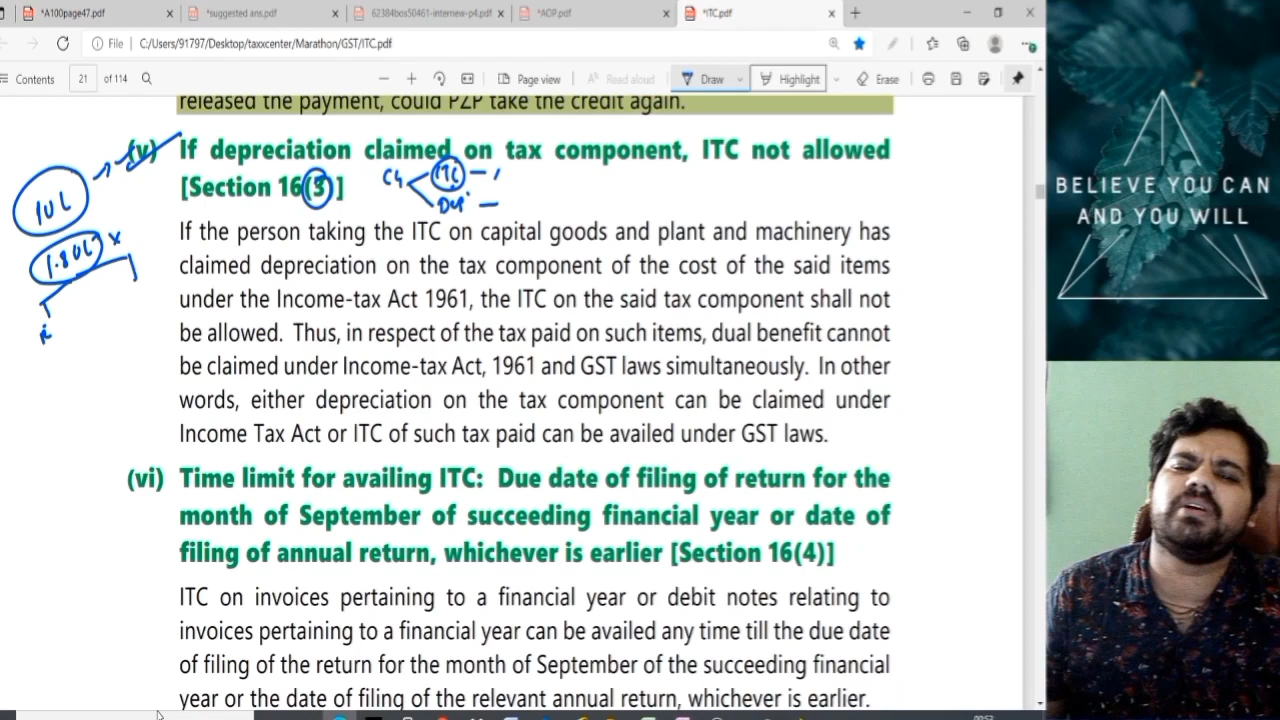 *A100page47.pdf
*suggested ans.pdf
62384bos50461-internew-p4.pdf
*AOP.pdf
*ITC.pdf
File
C:/Users/91797/Desktop/taxxcenter/Marathon/GST/ITC.pdf
Contents
21
of 114
Page view
Read aloud
Draw
Highlight
Erase
released the payment, could PZP take the credit again.
(v) If depreciation claimed on tax component, ITC not allowed
[Section 16(3)]
CG
ITC
Dep
10L
1.80L
If the person taking the ITC on capital goods and plant and machinery has
claimed depreciation on the tax component of the cost of the said items
under the Income-tax Act 1961, the ITC on the said tax component shall not
be allowed. Thus, in respect of the tax paid on such items, dual benefit cannot
be claimed under Income-tax Act, 1961 and GST laws simultaneously. In other
words, either depreciation on the tax component can be claimed under
Income Tax Act or ITC of such tax paid can be availed under GST laws.
(vi) Time limit for availing ITC: Due date of filing of return for the
month of September of succeeding financial year or date of
filing of annual return, whichever is earlier [Section 16(4)]
ITC on invoices pertaining to a financial year or debit notes relating to
invoices pertaining to a financial year can be availed any time till the due date
of filing of the return for the month of September of the succeeding financial
year or the date of filing of the relevant annual return, whichever is earlier.
BELIEVE YOU CAN
AND YOU WILL